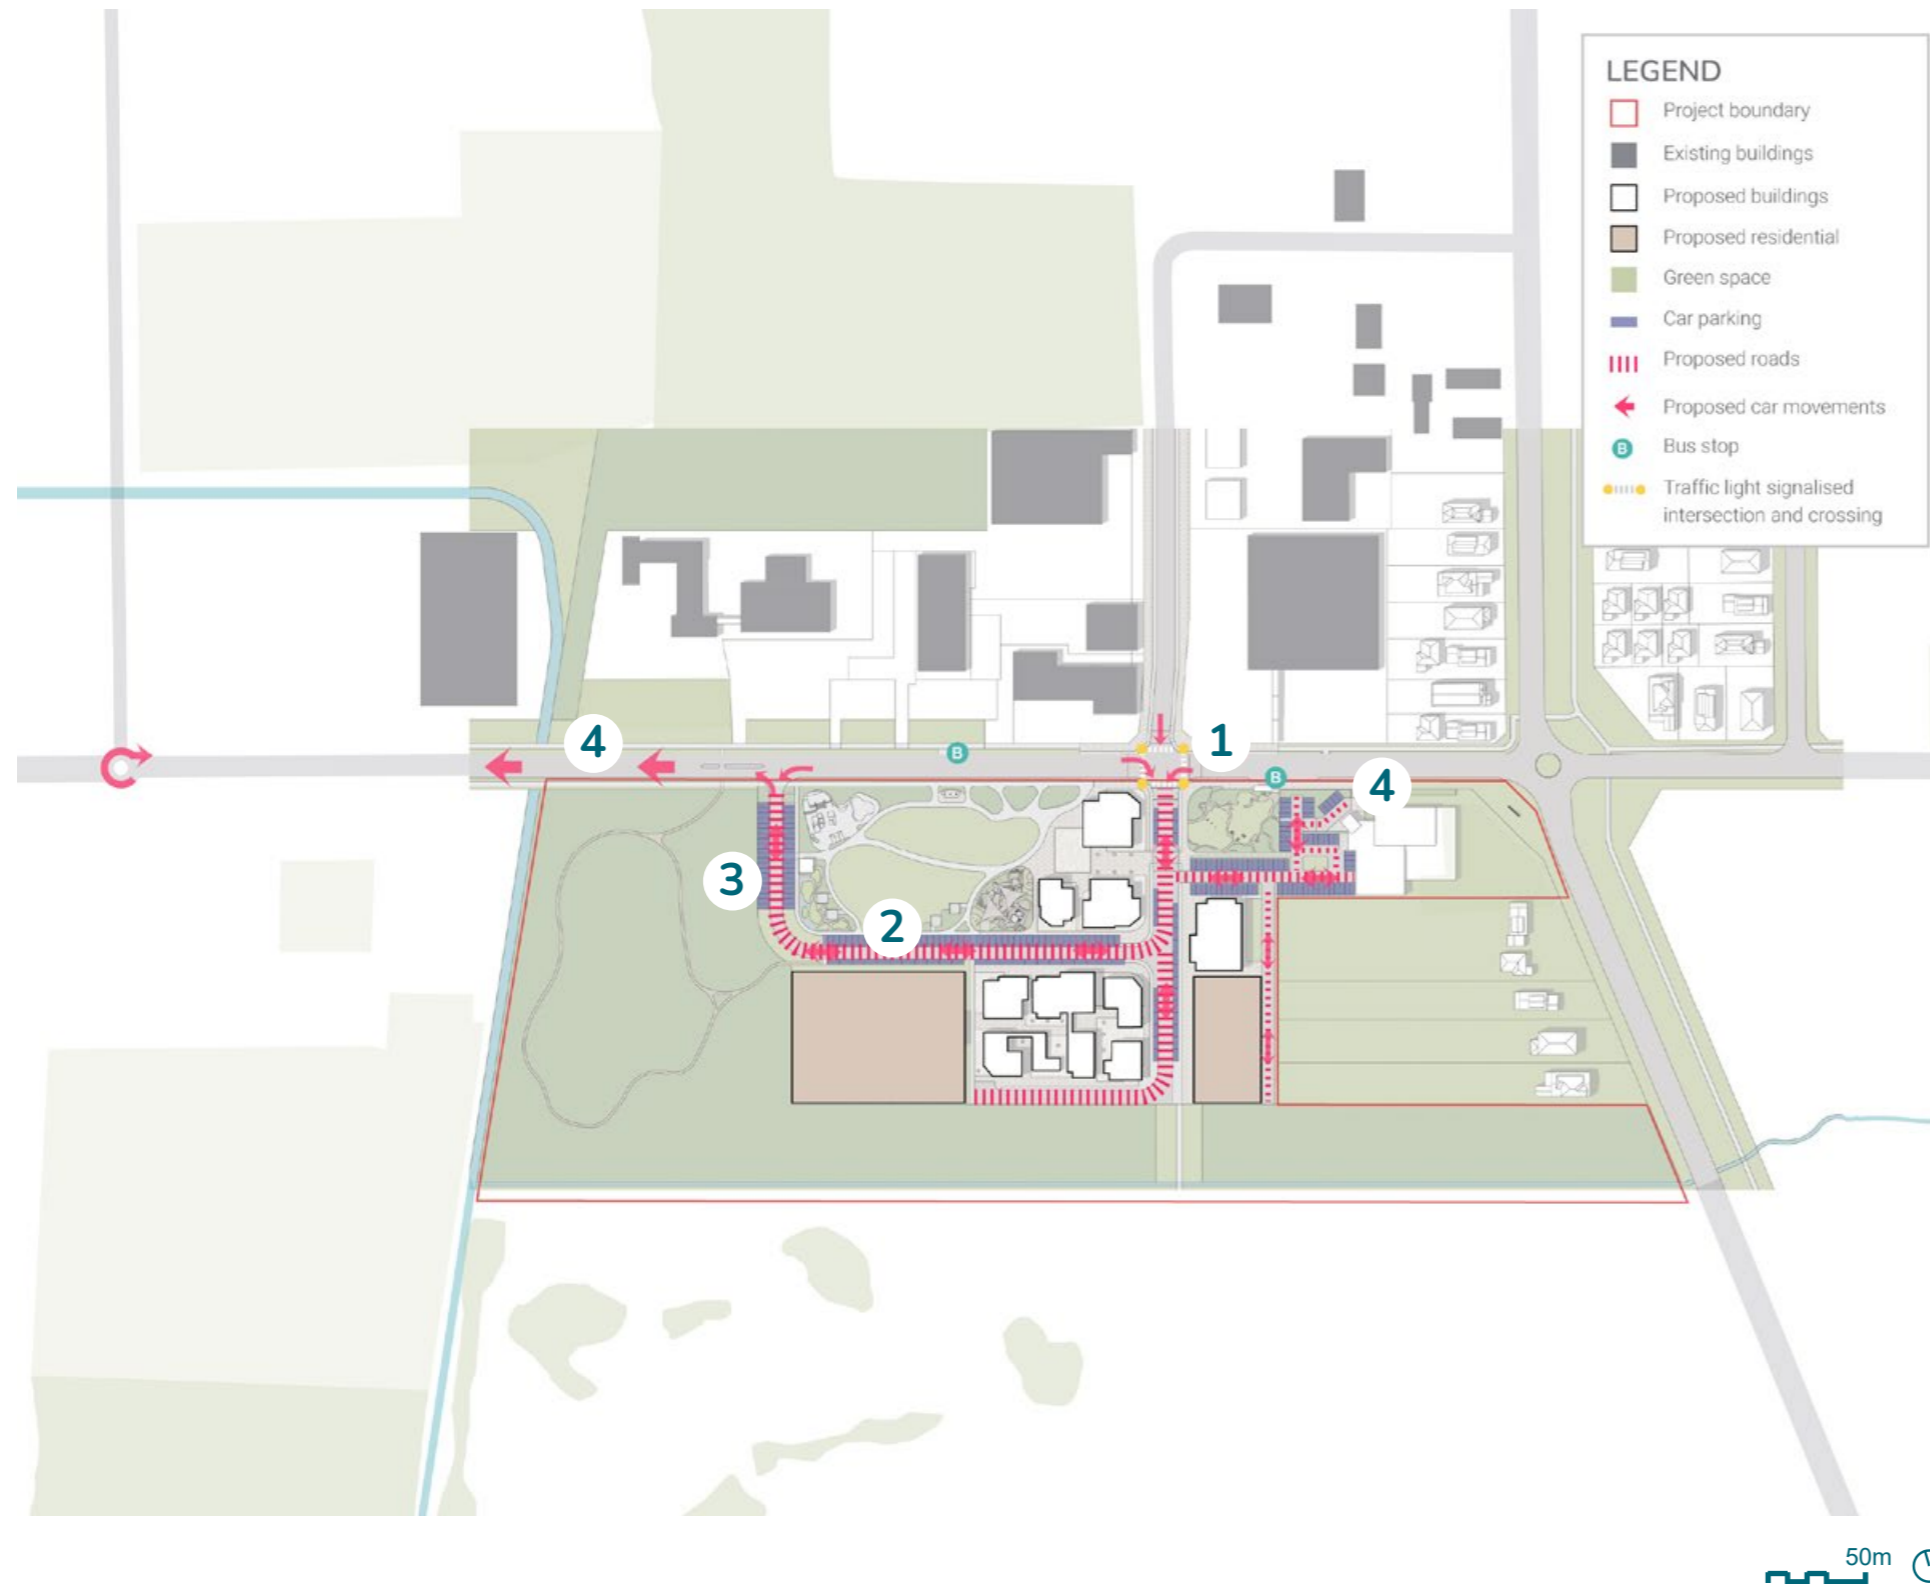 LEGEND
Project boundary
Existing buildings
Proposed buildings
Proposed residential
Green space
Car parking
Proposed roads
Proposed car movements
B Bus stop
Traffic light signalised
intersection and crossing
4
B
1
B
4
3
2
50m